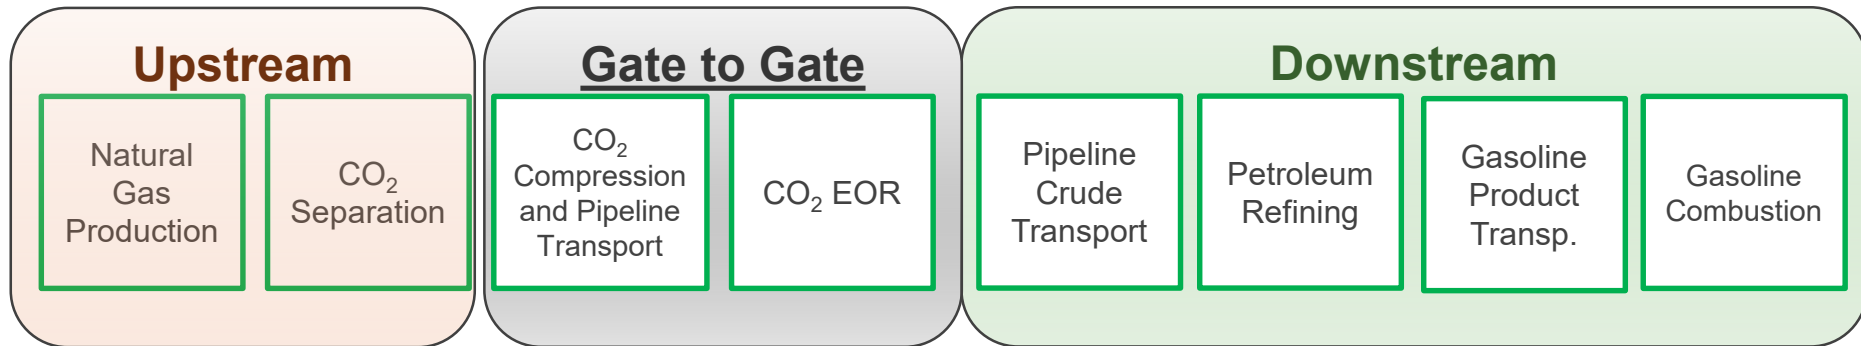 Upstream
Natural
Gas
Production
CO₂
Separation
Gate to Gate
CO₂
Compression
and Pipeline
Transport
CO₂ EOR
Downstream
Pipeline
Crude
Transport
Petroleum
Refining
Gasoline
Product
Transp.
Gasoline
Combustion